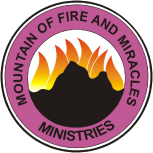 MOUNTAIN OF FIRE AND MIRACLES
MINISTRIES